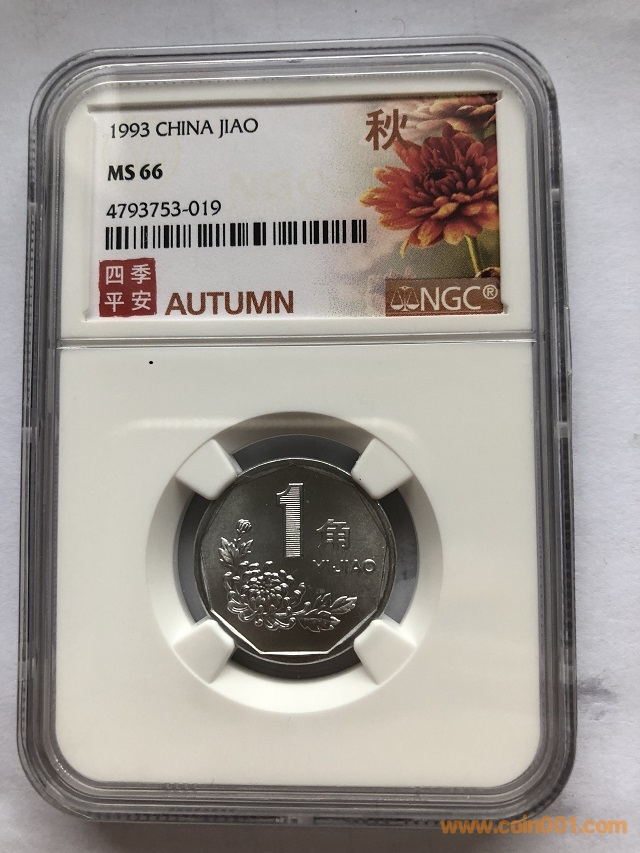 1993 CHINA JIAO
秋
MS 66
4793753-019
四季
平安
AUTUMN
NGC®
1角
YI JIAO
www.coin001.com